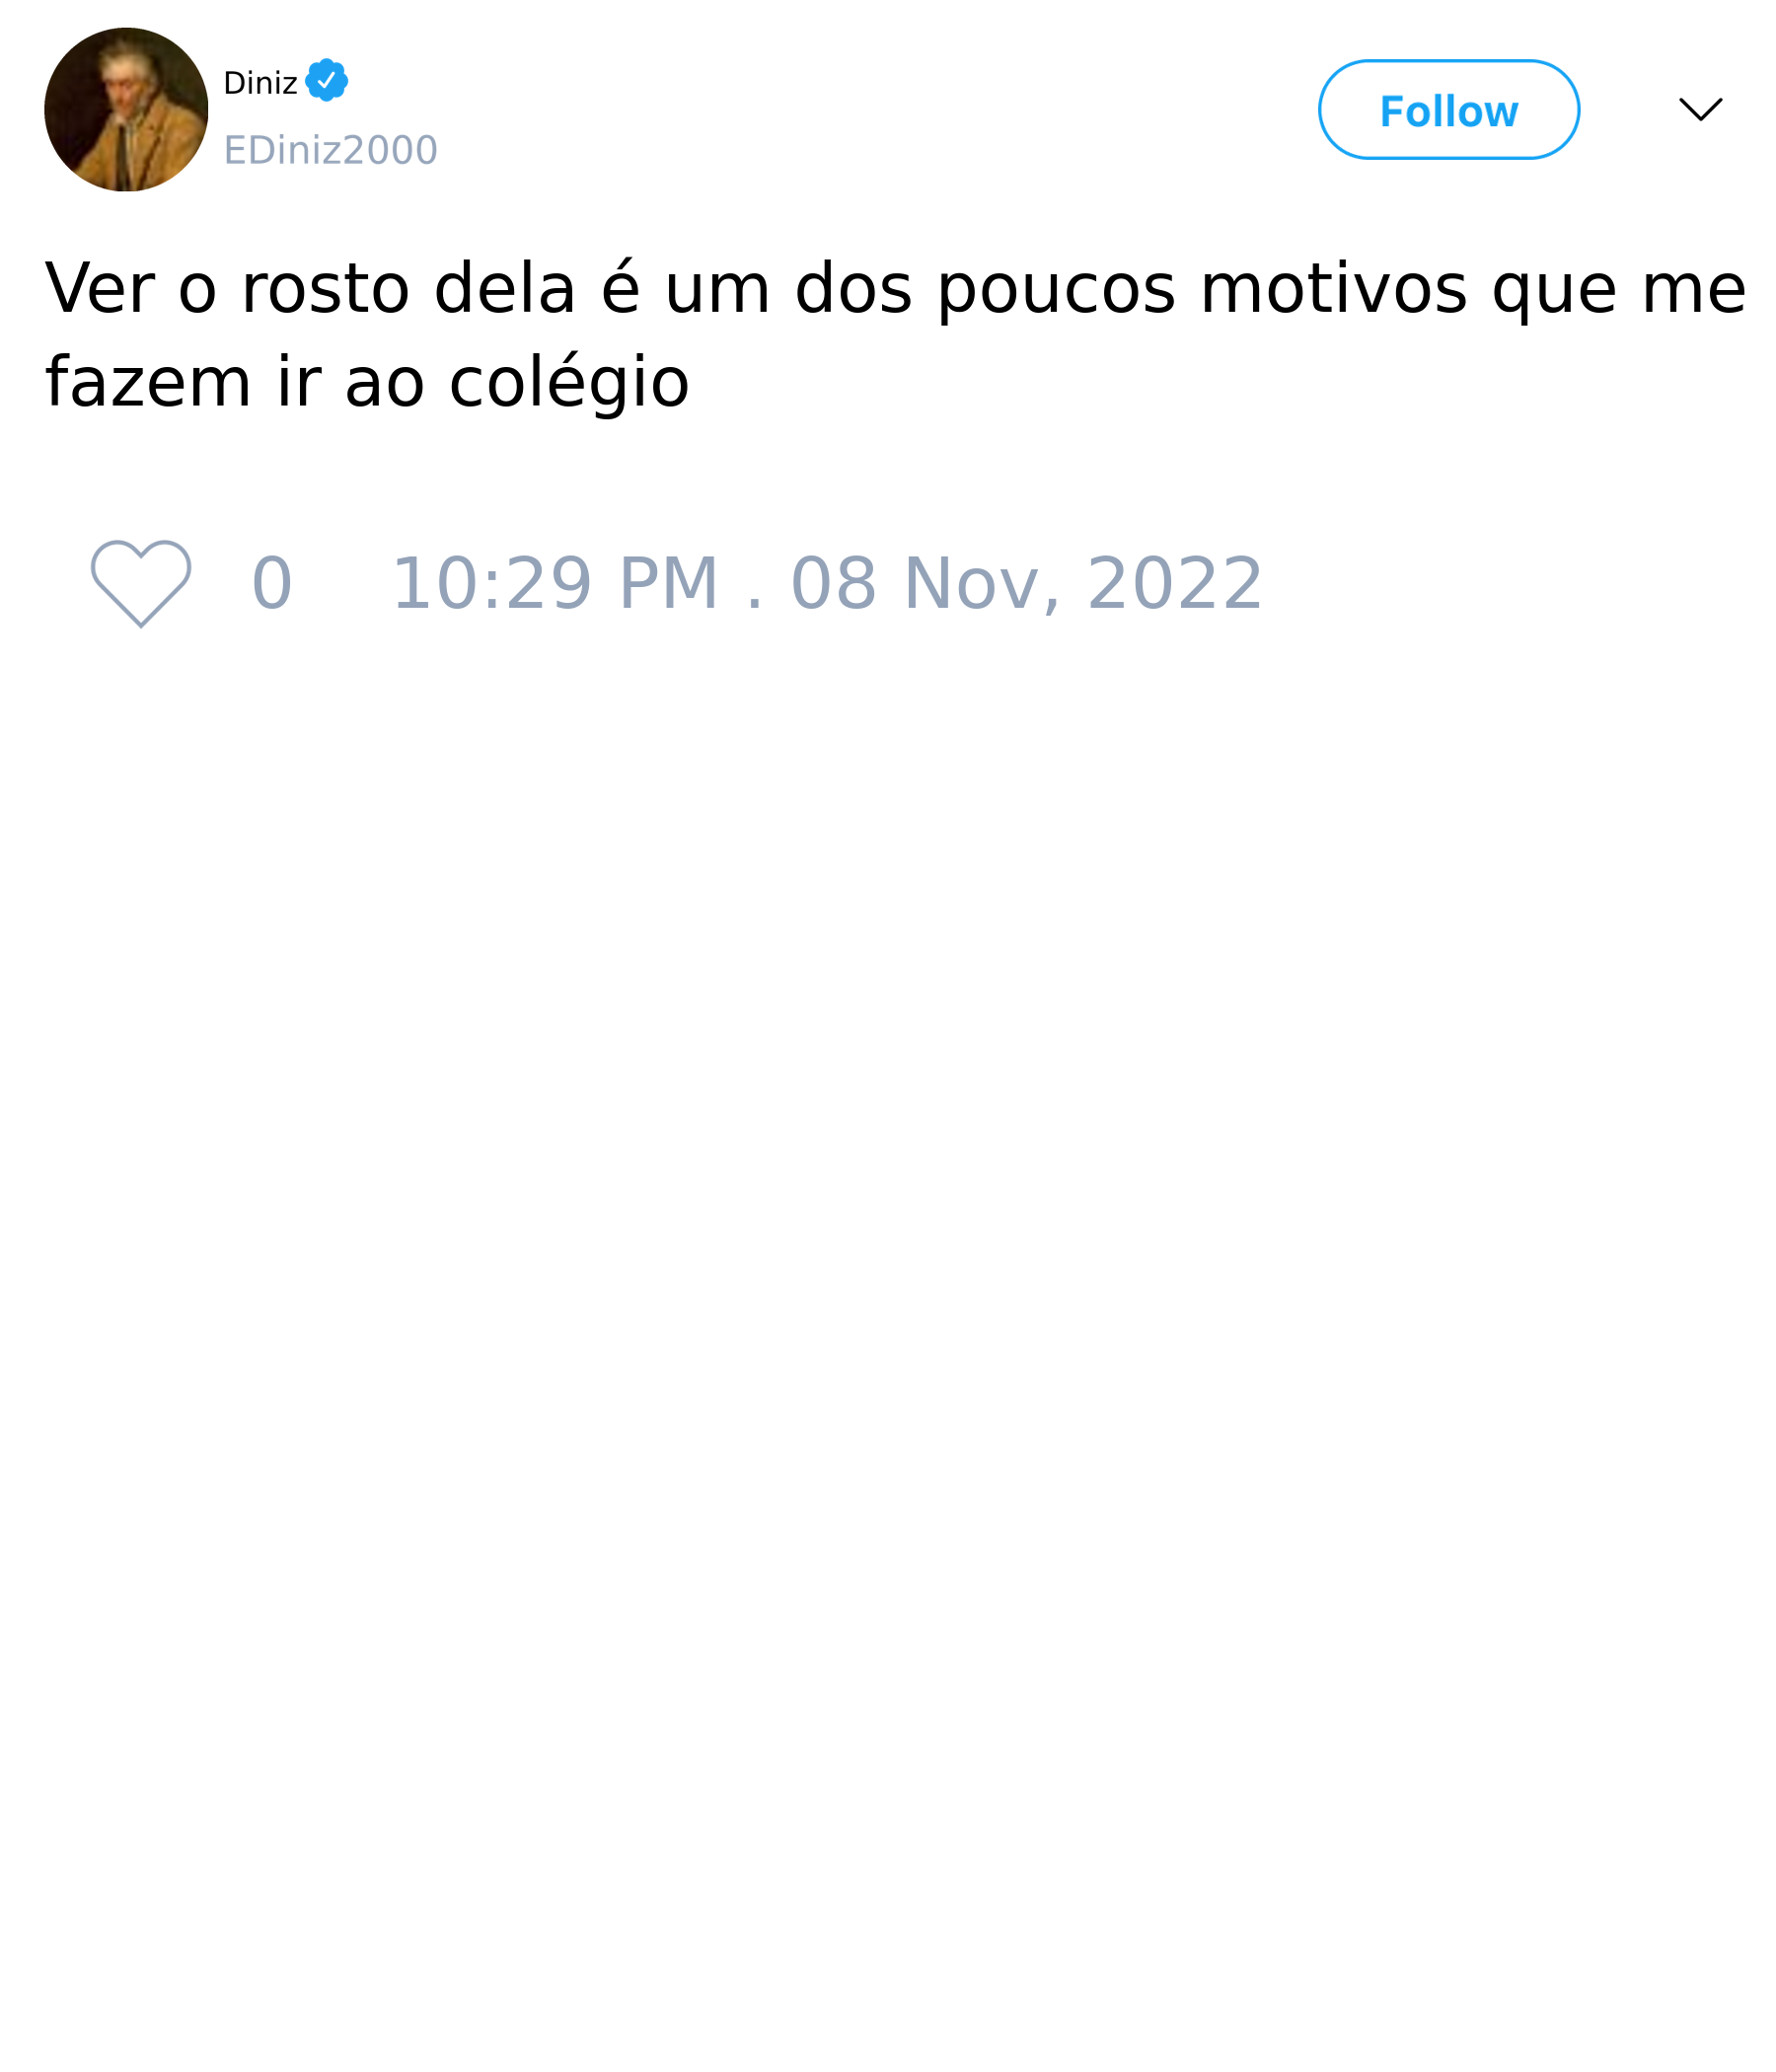 Diniz
EDiniz2000
Follow
Ver o rosto dela é um dos poucos motivos que me
fazem ir ao colégio
0 10:29 PM . 08 Nov, 2022